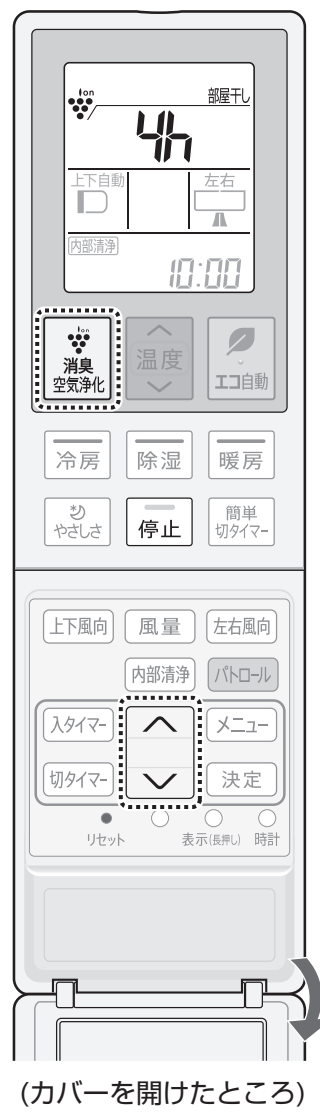 ion 部屋干し
4h
上下自動 左右
内部清浄
10:00
ion
消臭
空気浄化
温度
エコ自動
冷房 除湿 暖房
やさしさ 停止 簡単
切タイマー
上下風向 風量 左右風向
内部清浄 パトロール
入タイマー メニュー
切タイマー 決定
リセット 表示(長押し) 時計
(カバーを開けたところ)